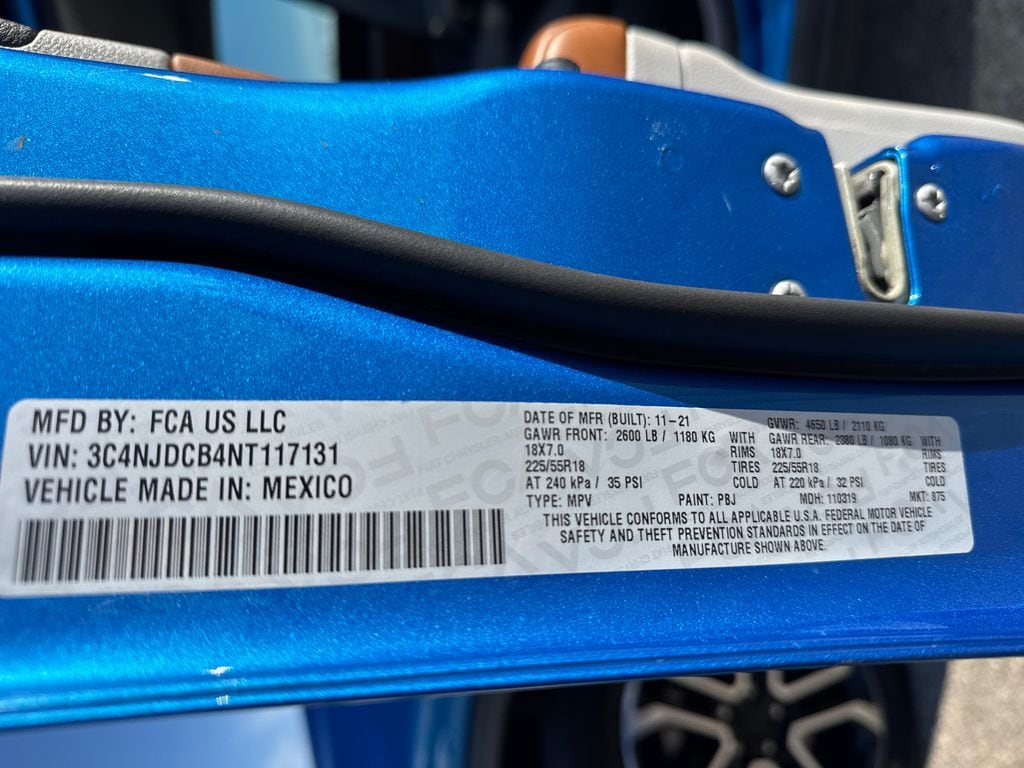 MFD BY: FCA US LLC
VIN: 3C4NJDCB4NT117131
VEHICLE MADE IN: MEXICO
DATE OF MFR (BUILT): 11-21 GVWR: 4650 LB / 2110 KG
GAWR FRONT: 2600 LB / 1180 KG WITH GAWR REAR: 2380 LB / 1080 KG WITH
18X7.0 RIMS 18X7.0 RIMS
225/55R18 TIRES 225/55R18 TIRES
AT 240 kPa / 35 PSI COLD AT 220 kPa / 32 PSI COLD
TYPE: MPV PAINT: PBJ MDH: 110319 MKT: 875
THIS VEHICLE CONFORMS TO ALL APPLICABLE U.S.A. FEDERAL MOTOR VEHICLE
SAFETY AND THEFT PREVENTION STANDARDS IN EFFECT ON THE DATE OF
MANUFACTURE SHOWN ABOVE.